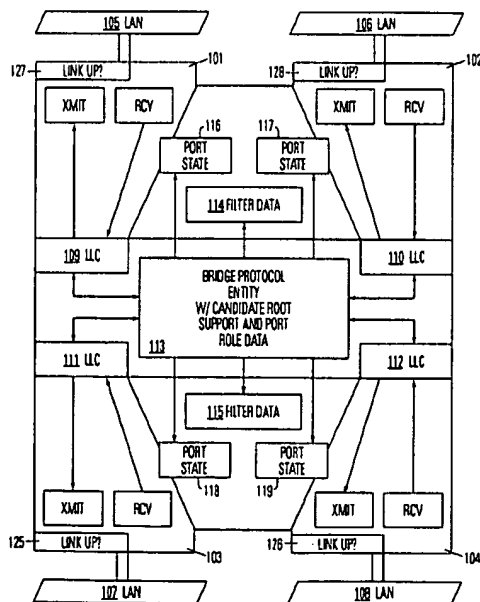 105 LAN
106 LAN
127
LINK UP?
101
128
LINK UP?
102
XMIT
RCV
116
PORT
STATE
117
PORT
STATE
XMIT
RCV
114 FILTER DATA
109 LLC
110 LLC
BRIDGE PROTOCOL
ENTITY
W/ CANDIDATE ROOT
SUPPORT AND PORT
ROLE DATA
113
111 LLC
112 LLC
115 FILTER DATA
PORT
STATE
118
PORT
STATE
119
XMIT
RCV
XMIT
RCV
125
LINK UP?
103
126
LINK UP?
104
107 LAN
108 LAN